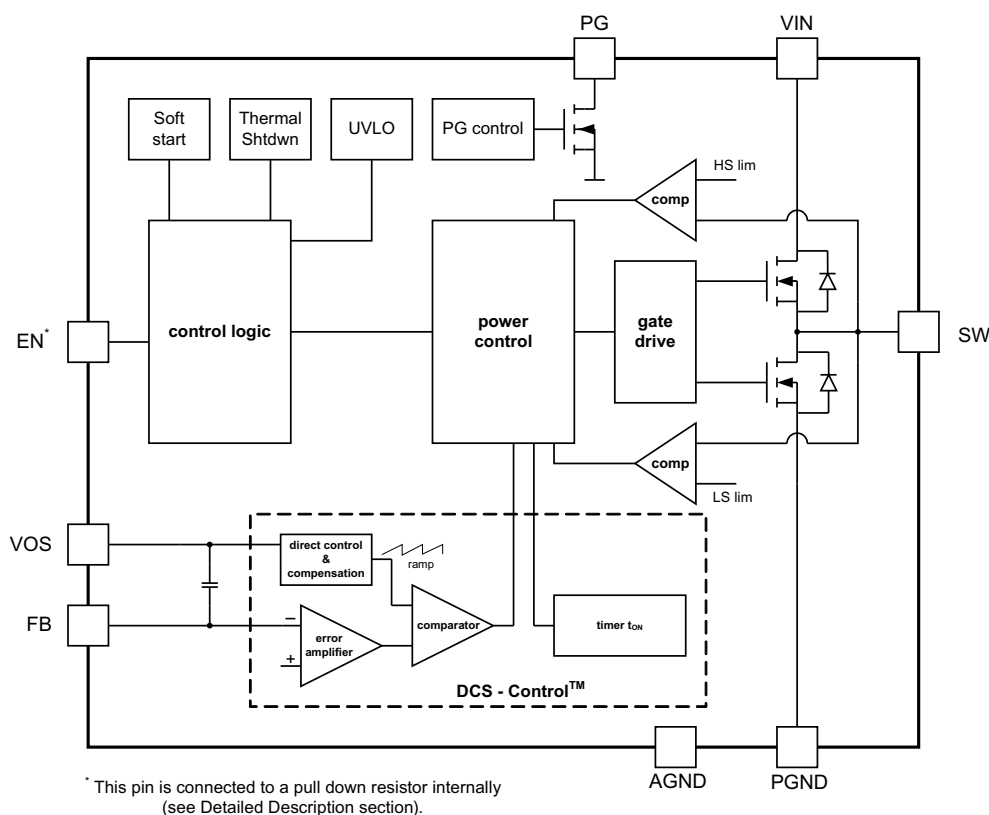 PG
VIN
Soft
start
Thermal
Shtdwn
UVLO
PG control
HS lim
comp
EN*
control logic
power
control
gate
drive
SW
comp
LS lim
VOS
direct control
&
compensation
ramp
FB
−
+
error
amplifier
comparator
timer tON
DCS - Control™
AGND
PGND
* This pin is connected to a pull down resistor internally
(see Detailed Description section).